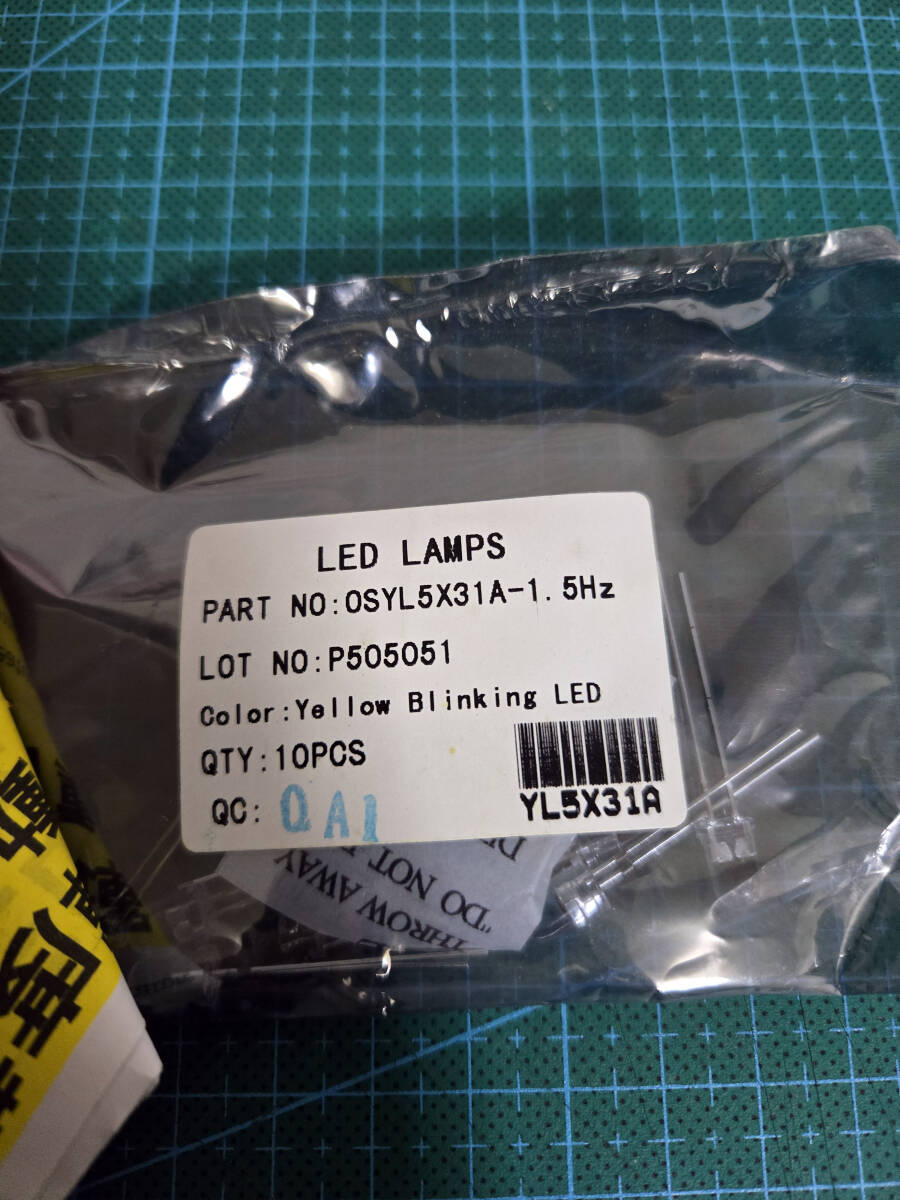 LED LAMPS
PART NO:OSYL5X31A-1.5Hz
LOT NO:P505051
Color:Yellow Blinking LED
QTY:10PCS
QC: QA1
YL5X31A
THROW AWAY
"DO NOT